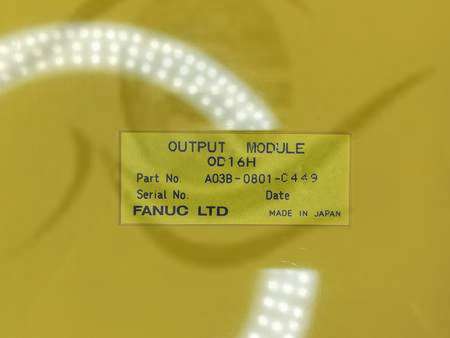 OUTPUT MODULE
OD16H
Part No. A03B-0801-C449
Serial No. Date
FANUC LTD MADE IN JAPAN